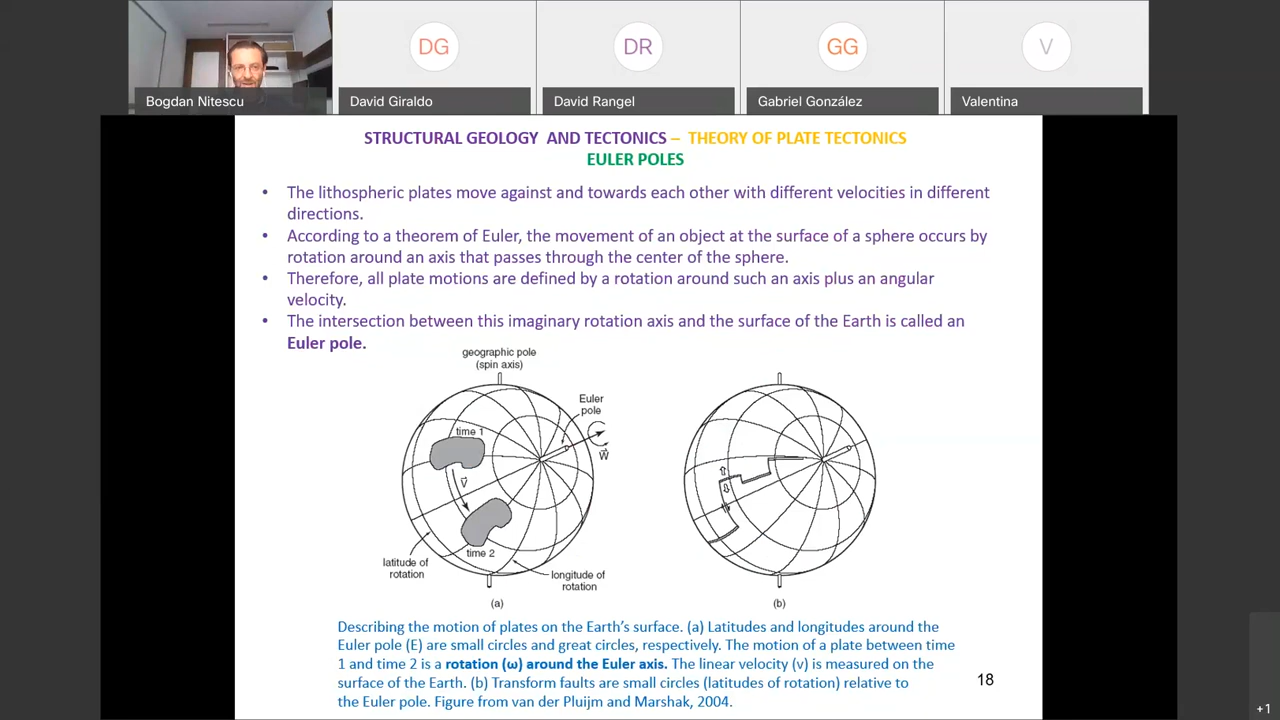 DG
DR
GG
V
Bogdan Nitescu
David Giraldo
David Rangel
Gabriel González
Valentina
STRUCTURAL GEOLOGY AND TECTONICS – THEORY OF PLATE TECTONICS
EULER POLES
• The lithospheric plates move against and towards each other with different velocities in different
directions.
• According to a theorem of Euler, the movement of an object at the surface of a sphere occurs by
rotation around an axis that passes through the center of the sphere.
• Therefore, all plate motions are defined by a rotation around such an axis plus an angular
velocity.
• The intersection between this imaginary rotation axis and the surface of the Earth is called an
Euler pole.
geographic pole
(spin axis)
Euler
pole
time 1
W
V
time 2
latitude of
rotation
longitude of
rotation
(a)
(b)
Describing the motion of plates on the Earth's surface. (a) Latitudes and longitudes around the
Euler pole (E) are small circles and great circles, respectively. The motion of a plate between time
1 and time 2 is a rotation (ω) around the Euler axis. The linear velocity (v) is measured on the
surface of the Earth. (b) Transform faults are small circles (latitudes of rotation) relative to
the Euler pole. Figure from van der Pluijm and Marshak, 2004.
18
+1